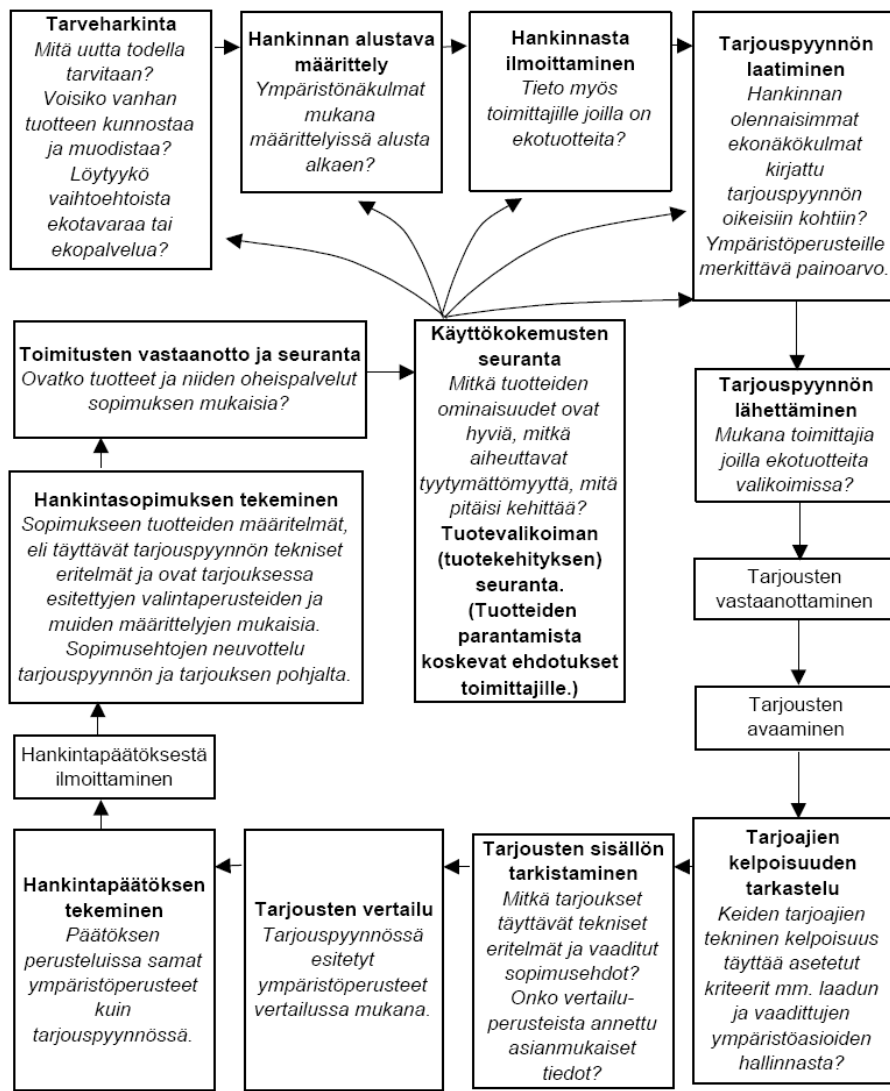 Tarveharkinta
Mitä uutta todella
tarvitaan?
Voisiko vanhan
tuotteen kunnostaa
ja muodistaa?
Löytyykö
vaihtoehtoista
ekotavaraa tai
ekopalvelua?
Hankinnan alustava
määrittely
Ympäristönäkulmat
mukana
määrittelyissä alusta
alkaen?
Hankinnasta
ilmoittaminen
Tieto myös
toimittajille joilla on
ekotuotteita?
Tarjouspyynnön
laatiminen
Hankinnan
olennaisimmat
ekonäkökulmat
kirjattu
tarjouspyynnön
oikeisiin kohtiin?
Ympäristöperusteille
merkittävä painoarvo.
Tarjouspyynnön
lähettäminen
Mukana toimittajia
joilla ekotuotteita
valikoimissa?
Tarjousten
vastaanottaminen
Tarjousten
avaaminen
Tarjoajien
kelpoisuuden
tarkastelu
Keiden tarjoajien
tekninen kelpoisuus
täyttää asetetut
kriteerit mm. laadun
ja vaadittujen
ympäristöasioiden
hallinnasta?
Tarjousten sisällön
tarkistaminen
Mitkä tarjoukset
täyttävät tekniset
eritelmät ja vaaditut
sopimusehdot?
Onko vertailu-
perusteista annettu
asianmukaiset
tiedot?
Tarjousten vertailu
Tarjouspyynnössä
esitetyt
ympäristöperusteet
vertailussa mukana.
Hankintapäätöksen
tekeminen
Päätöksen
perusteluissa samat
ympäristöperusteet
kuin
tarjouspyynnössä.
Hankintapäätöksestä
ilmoittaminen
Hankintasopimuksen tekeminen
Sopimukseen tuotteiden määritelmät,
eli täyttävät tarjouspyynnön tekniset
eritelmät ja ovat tarjouksessa
esitettyjen valintaperusteiden ja
muiden määrittelyjen mukaisia.
Sopimusehtojen neuvottelu
tarjouspyynnön ja tarjouksen pohjalta.
Toimitusten vastaanotto ja seuranta
Ovatko tuotteet ja niiden oheispalvelut
sopimuksen mukaisia?
Käyttökokemusten
seuranta
Mitkä tuotteiden
ominaisuudet ovat
hyviä, mitkä
aiheuttavat
tyytymättömyyttä, mitä
pitäisi kehittää?
Tuotevalikoiman
(tuotekehityksen)
seuranta.
(Tuotteiden
parantamista
koskevat ehdotukset
toimittajille.)